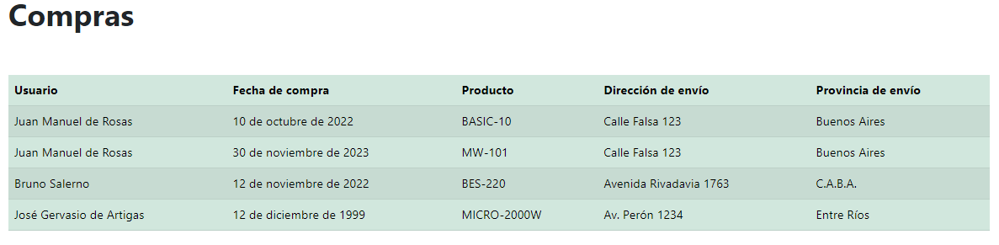 Compras
Usuario Fecha de compra Producto Dirección de envío Provincia de envío
Juan Manuel de Rosas 10 de octubre de 2022 BASIC-10 Calle Falsa 123 Buenos Aires
Juan Manuel de Rosas 30 de noviembre de 2023 MW-101 Calle Falsa 123 Buenos Aires
Bruno Salerno 12 de noviembre de 2022 BES-220 Avenida Rivadavia 1763 C.A.B.A.
José Gervasio de Artigas 12 de diciembre de 1999 MICRO-2000W Av. Perón 1234 Entre Ríos